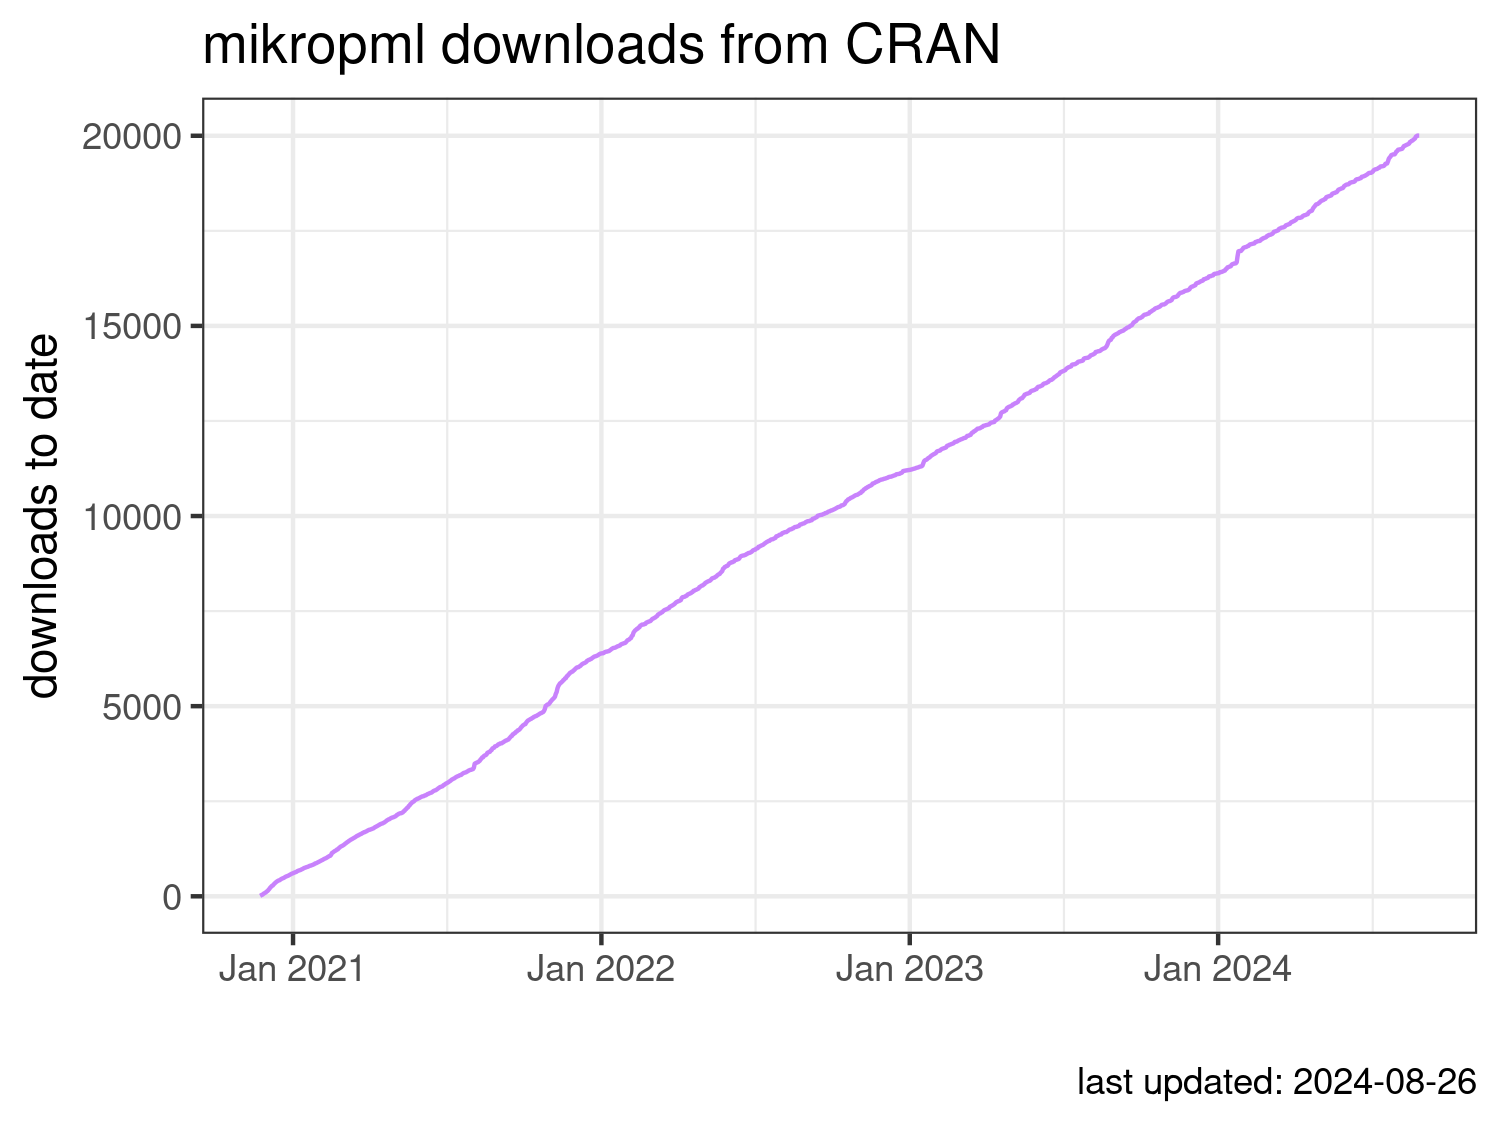 mikropml downloads from CRAN
downloads to date
20000
15000
10000
5000
0
Jan 2021
Jan 2022
Jan 2023
Jan 2024
last updated: 2024-08-26